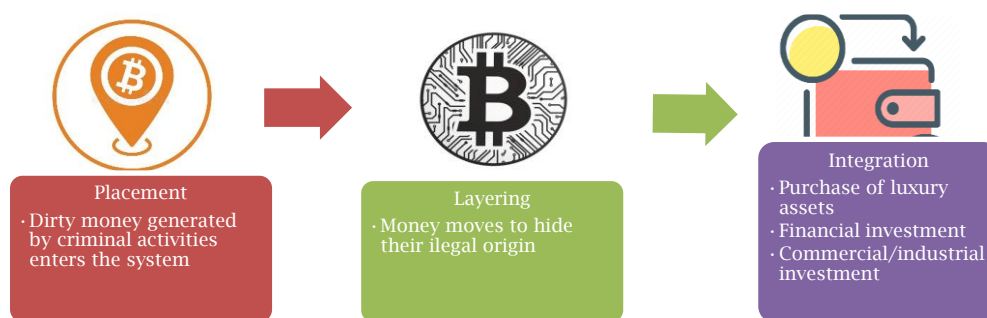 Placement
· Dirty money generated
by criminal activities
enters the system
Layering
· Money moves to hide
their ilegal origin
Integration
· Purchase of luxury
assets
· Financial investment
· Commercial/industrial
investment